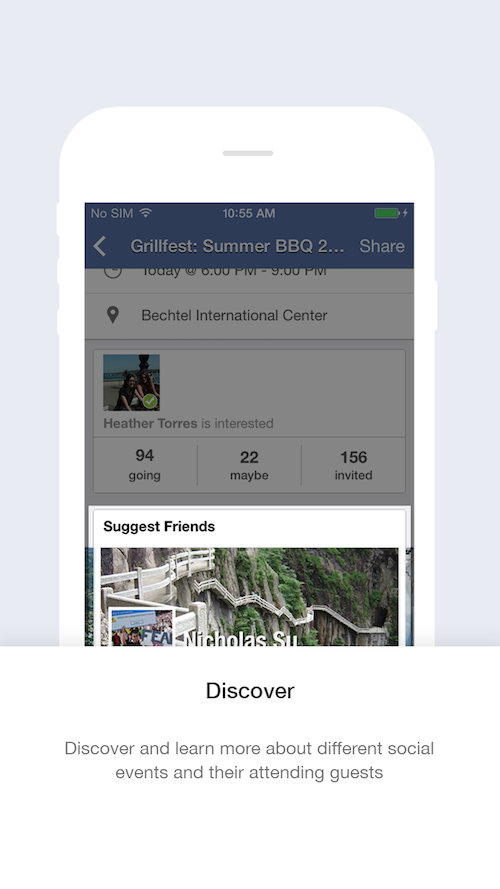 No SIM 10:55 AM
Grillfest: Summer BBQ 2... Share
Today @ 6:00 PM - 9:00 PM
Bechtel International Center
Heather Torres is interested
94 22 156
going maybe invited
Suggest Friends
Nicholas Su
Discover
Discover and learn more about different social
events and their attending guests